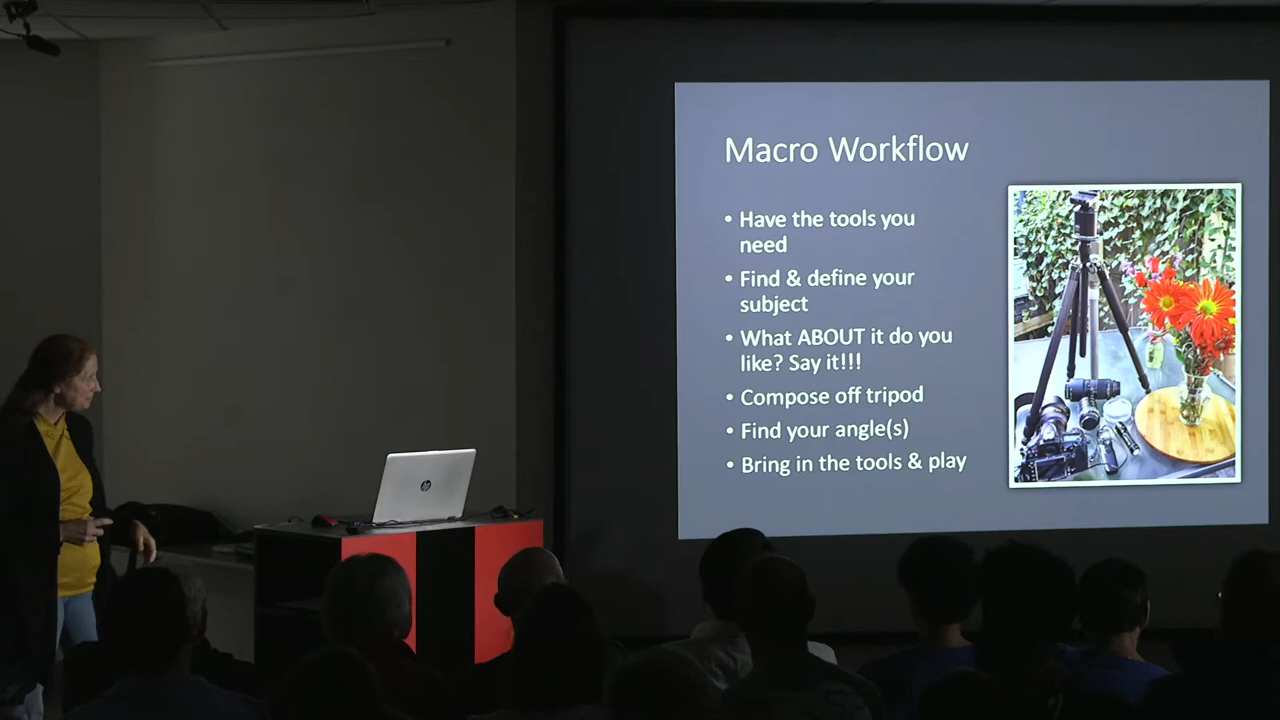 Macro Workflow
• Have the tools you
need
• Find & define your
subject
• What ABOUT it do you
like? Say it!!!
• Compose off tripod
• Find your angle(s)
• Bring in the tools & play
hp